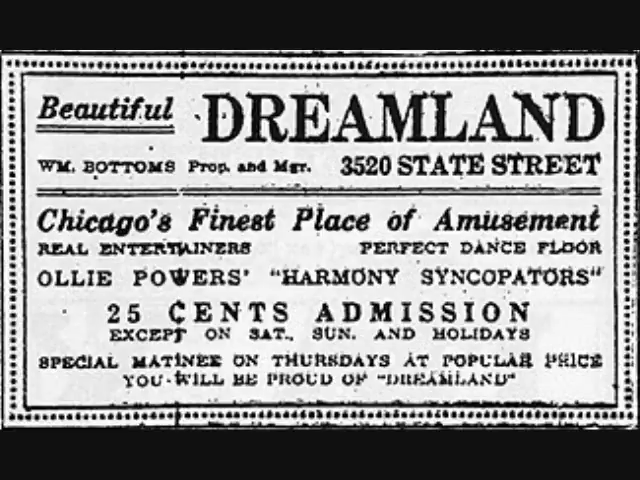 Beautiful DREAMLAND
WM. BOTTOMS Prop. and Mgr. 3520 STATE STREET
Chicago's Finest Place of Amusement
REAL ENTERTAINERS PERFECT DANCE FLOOR
OLLIE POWERS' "HARMONY SYNCOPATORS"
25 CENTS ADMISSION
EXCEPT ON SAT., SUN. AND HOLIDAYS
SPECIAL MATINEE ON THURSDAYS AT POPULAR PRICE
YOU WILL BE PROUD OF "DREAMLAND"